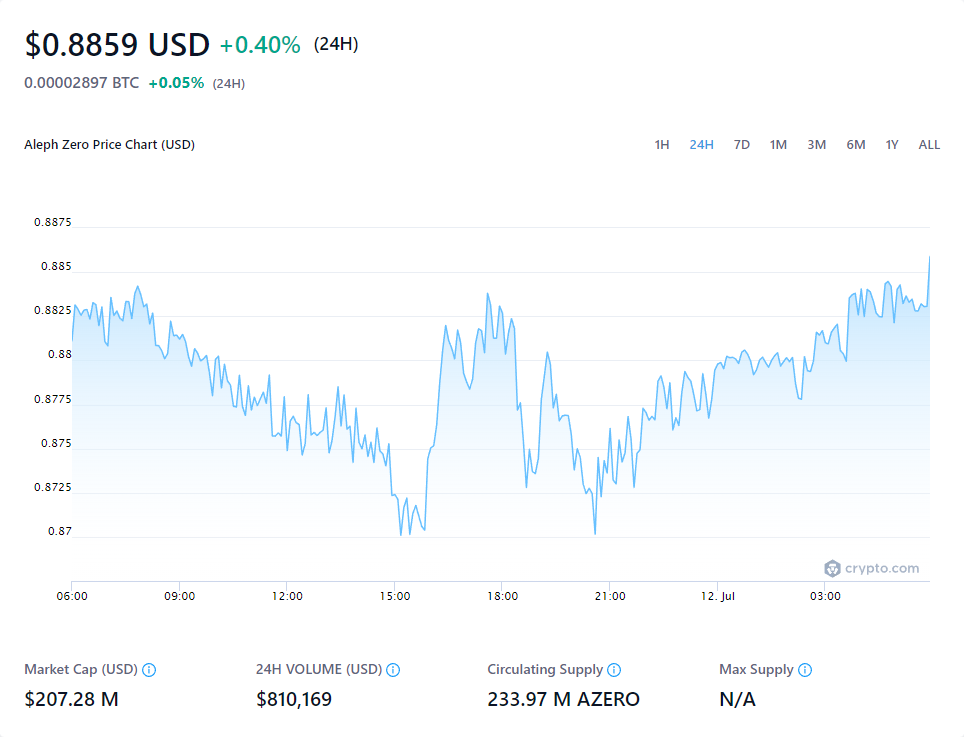 $0.8859 USD +0.40% (24H)
0.00002897 BTC +0.05% (24H)
Aleph Zero Price Chart (USD) 1H 24H 7D 1M 3M 6M 1Y ALL
0.8875
0.885
0.8825
0.88
0.8775
0.875
0.8725
0.87
crypto.com
06:00 09:00 12:00 15:00 18:00 21:00 12. Jul 03:00
Market Cap (USD) 24H VOLUME (USD) Circulating Supply Max Supply
$207.28 M $810,169 233.97 M AZERO N/A